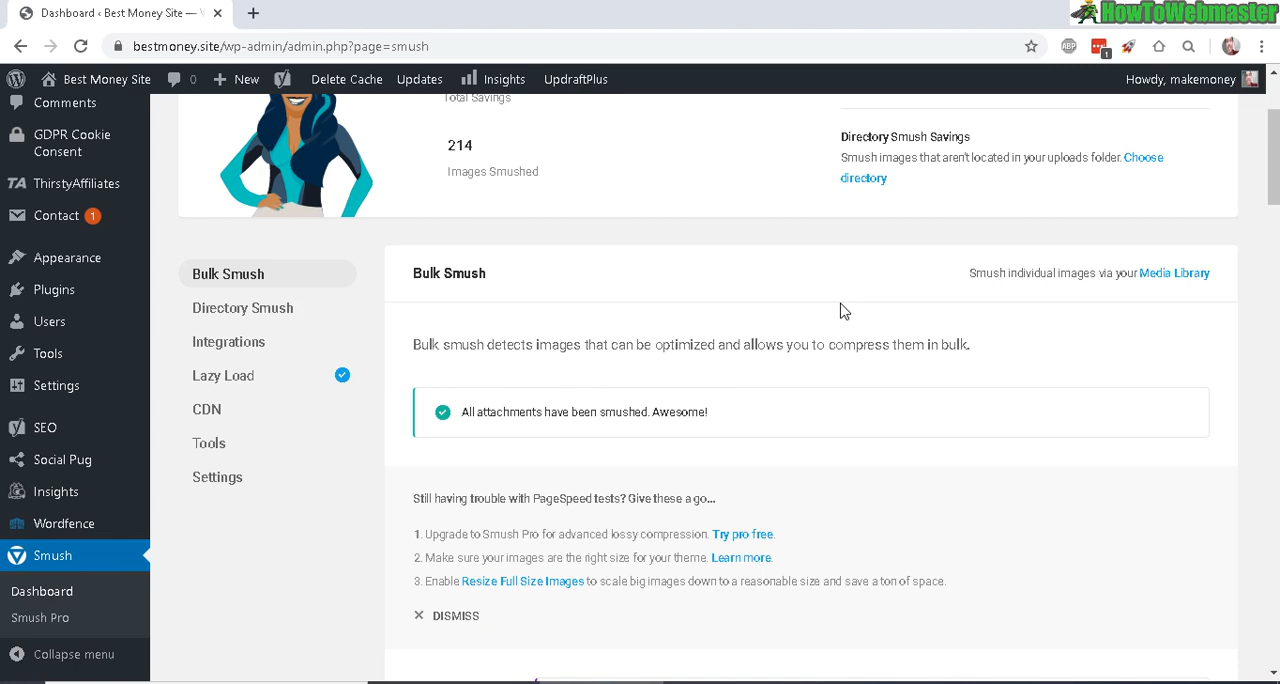 Dashboard ‹ Best Money Site —
HowToWebmaster
bestmoney.site/wp-admin/admin.php?page=smush
ABP
1
Best Money Site
0
New
Delete Cache
Updates
Insights
UpdraftPlus
Howdy, makemoney
Comments
GDPR Cookie
Consent
TA ThirstyAffiliates
Contact 1
Appearance
Plugins
Users
Tools
Settings
SEO
Social Pug
Insights
Wordfence
Smush
Dashboard
Smush Pro
Collapse menu
Total Savings
214
Images Smushed
Directory Smush Savings
Smush images that aren't located in your uploads folder. Choose
directory
Bulk Smush
Directory Smush
Integrations
Lazy Load
CDN
Tools
Settings
Bulk Smush
Smush individual images via your Media Library
Bulk smush detects images that can be optimized and allows you to compress them in bulk.
All attachments have been smushed. Awesome!
Still having trouble with PageSpeed tests? Give these a go...
1. Upgrade to Smush Pro for advanced lossy compression. Try pro free.
2. Make sure your images are the right size for your theme. Learn more.
3. Enable Resize Full Size Images to scale big images down to a reasonable size and save a ton of space.
DISMISS